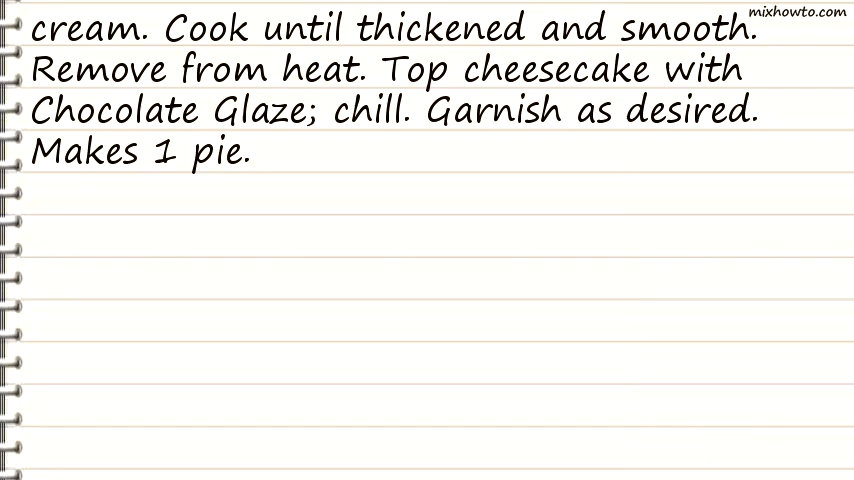 mixhowto.com
cream. Cook until thickened and smooth.
Remove from heat. Top cheesecake with
Chocolate Glaze; chill. Garnish as desired.
Makes 1 pie.